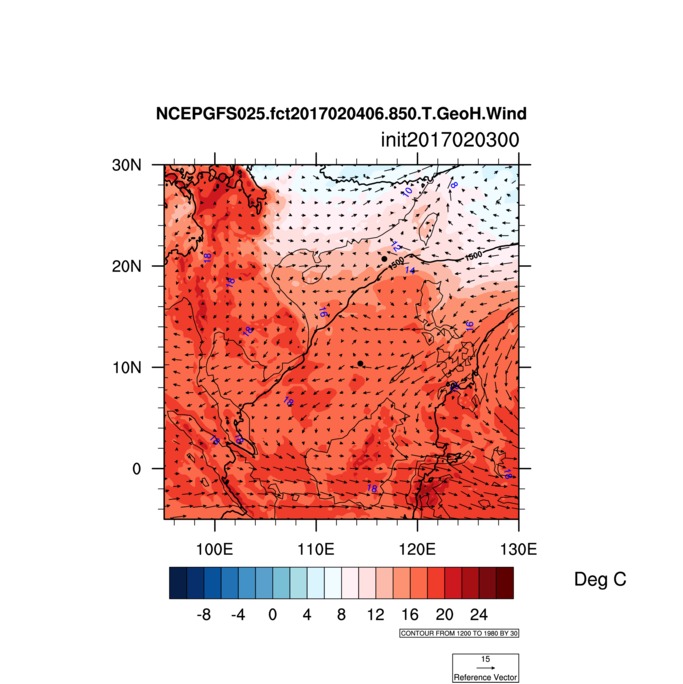 NCEPGFS025.fct2017020406.850.T.GeoH.Wind
init2017020300
30N
10
8
12
1500
1500
18
20N
14
18
16
16
18
10N
18
18
18
0
18
18
100E
110E
120E
130E
Deg C
-8 -4 0 4 8 12 16 20 24
CONTOUR FROM 1200 TO 1980 BY 30
15
Reference Vector